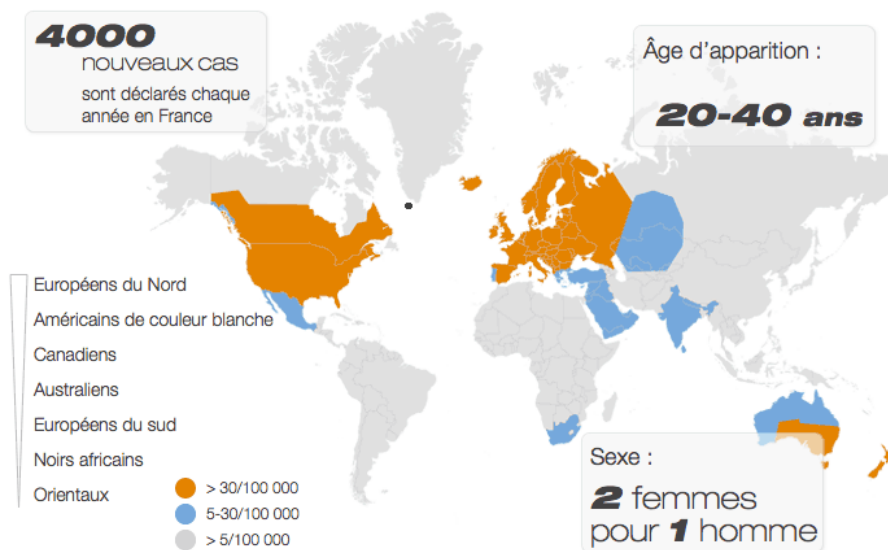 4000
nouveaux cas
sont déclarés chaque
année en France
Âge d'apparition :
20-40 ans
Européens du Nord
Américains de couleur blanche
Canadiens
Australiens
Européens du sud
Noirs africains
Orientaux
> 30/100 000
5-30/100 000
> 5/100 000
Sexe :
2 femmes
pour 1 homme